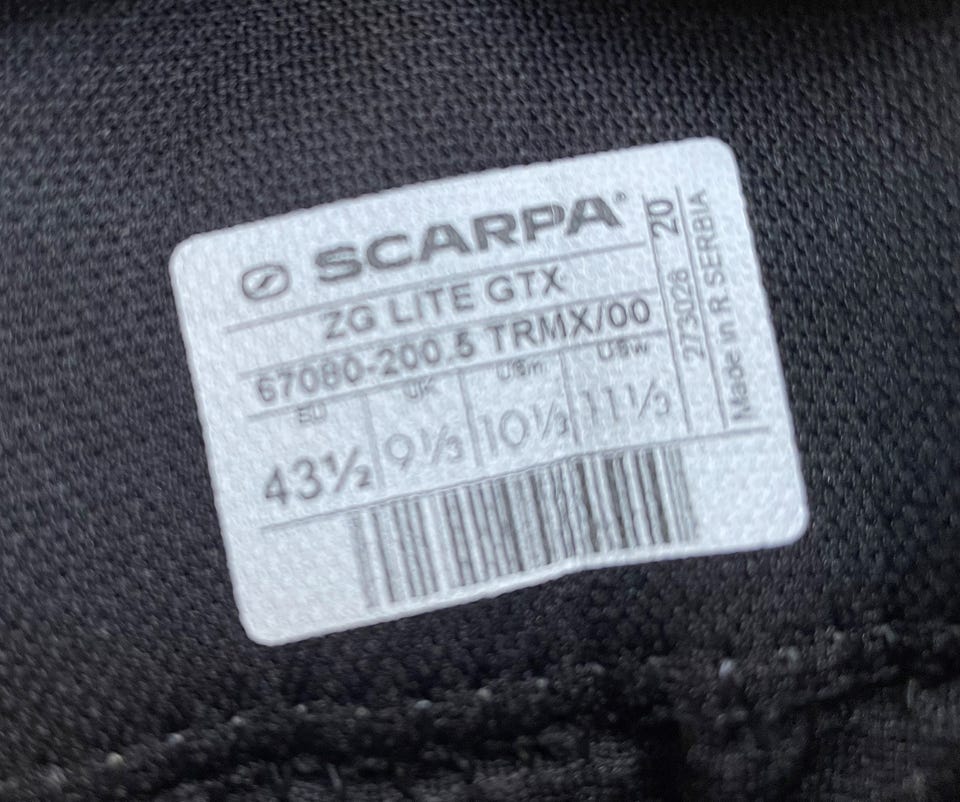 SCARPA®
ZG LITE GTX
67080-200.5 TRMX/00
EU UK USm USw
43½ 9⅓ 10⅓ 11⅓
2773028 20
Made in R SERBIA